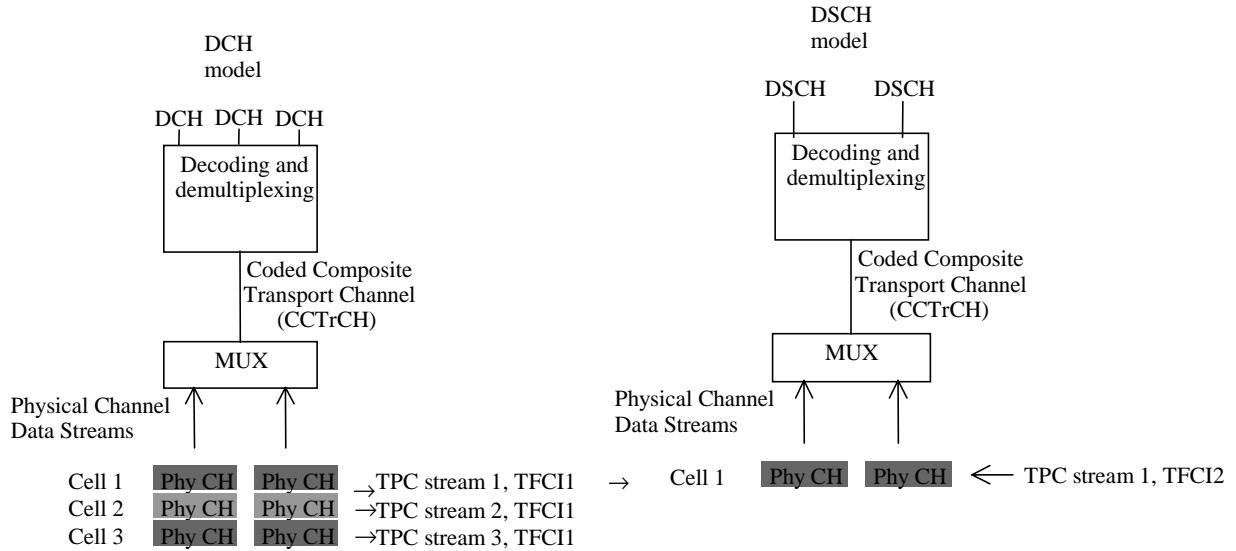 DCH
model
DCH DCH DCH
Decoding and
demultiplexing
Coded Composite
Transport Channel
(CCTrCH)
MUX
Physical Channel
Data Streams
Cell 1 Phy CH Phy CH →TPC stream 1, TFCI1 →
Cell 2 Phy CH Phy CH →TPC stream 2, TFCI1
Cell 3 Phy CH Phy CH →TPC stream 3, TFCI1
DSCH
model
DSCH DSCH
Decoding and
demultiplexing
Coded Composite
Transport Channel
(CCTrCH)
MUX
Physical Channel
Data Streams
Cell 1 Phy CH Phy CH TPC stream 1, TFCI2